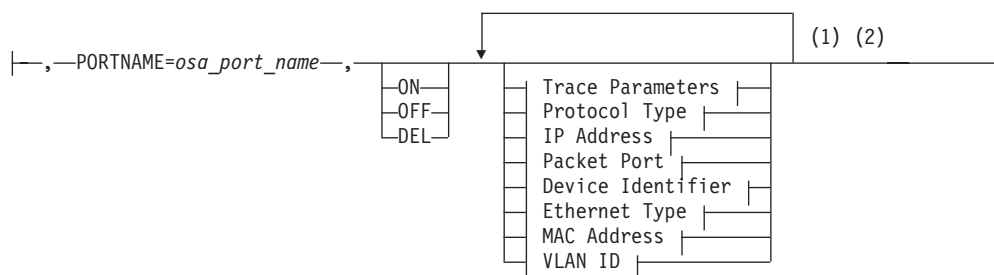 (1) (2)
, PORTNAME=osa_port_name ,
ON
OFF
DEL
Trace Parameters
Protocol Type
IP Address
Packet Port
Device Identifier
Ethernet Type
MAC Address
VLAN ID